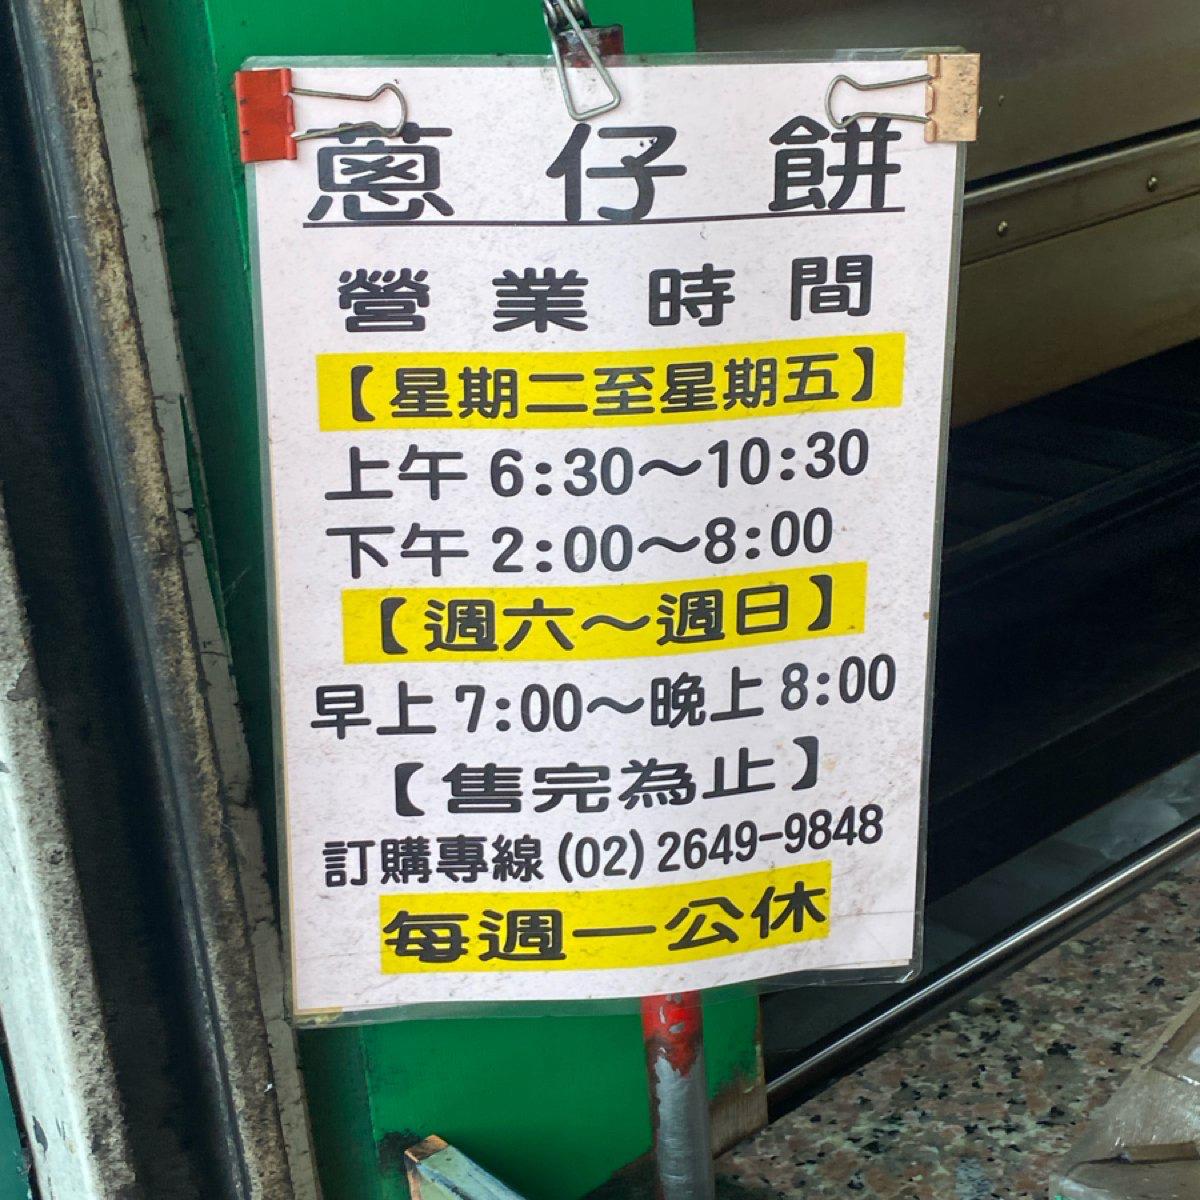 蔥仔餅
營業時間
【星期二至星期五】
上午 6:30~10:30
下午 2:00~8:00
【週六~週日】
早上 7:00~晚上 8:00
【售完為止】
訂購專線 (02) 2649-9848
每週一公休